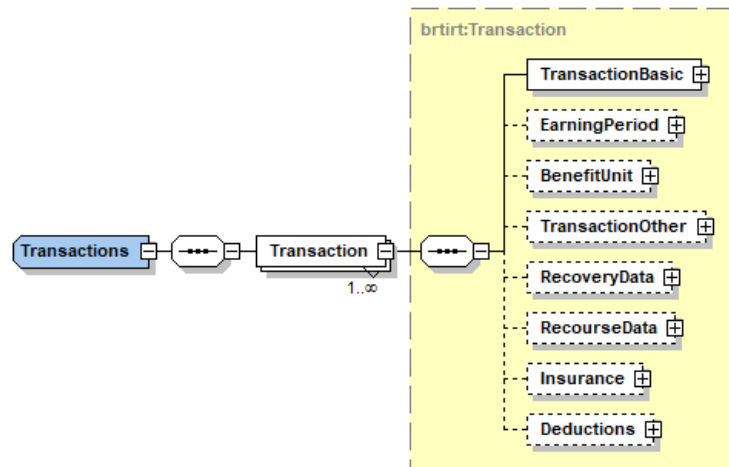 brtirt:Transaction
TransactionBasic
EarningPeriod
BenefitUnit
TransactionOther
Transactions
Transaction
1..∞
RecoveryData
RecourseData
Insurance
Deductions